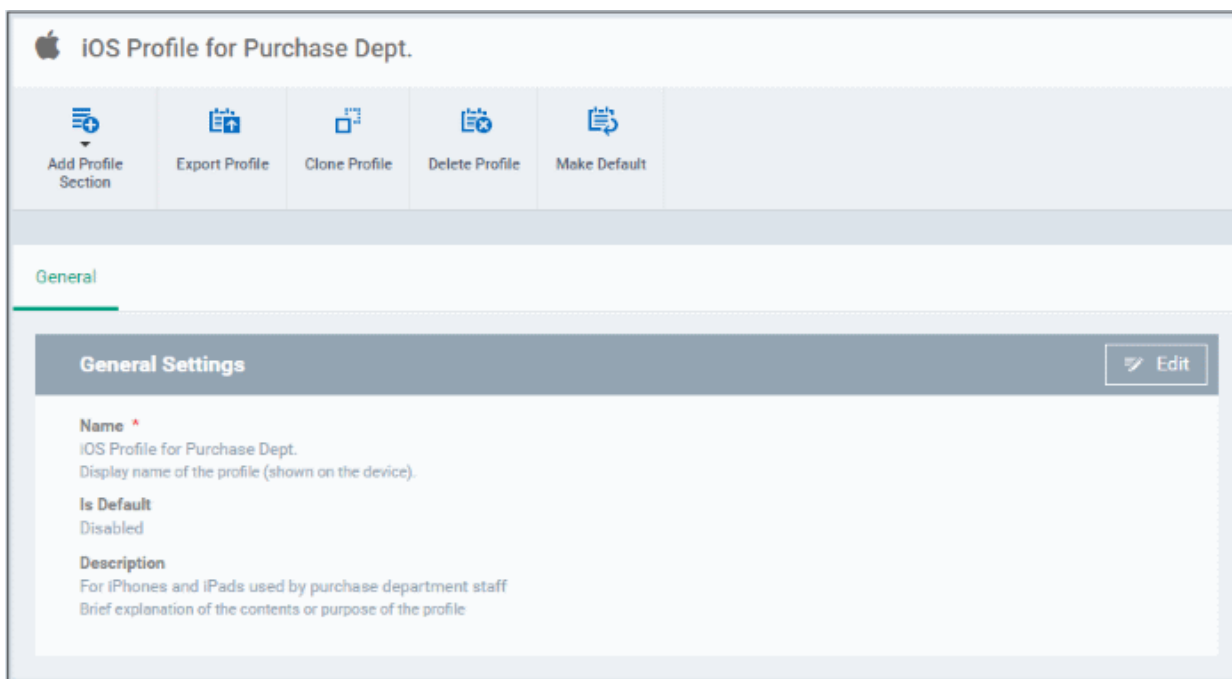 iOS Profile for Purchase Dept.
Add Profile
Section
Export Profile
Clone Profile
Delete Profile
Make Default
General
General Settings
Edit
Name *
iOS Profile for Purchase Dept.
Display name of the profile (shown on the device).
Is Default
Disabled
Description
For iPhones and iPads used by purchase department staff
Brief explanation of the contents or purpose of the profile